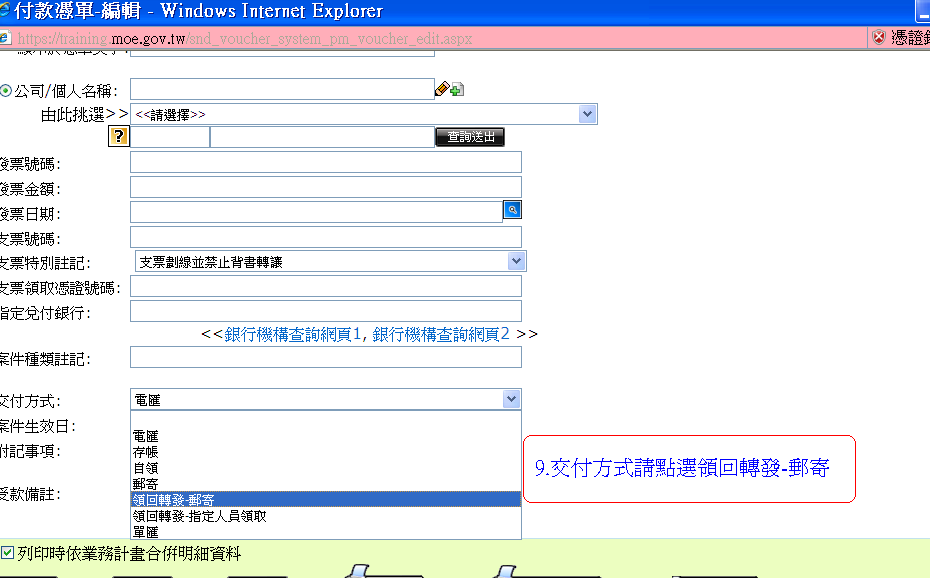 付款憑單-編輯 - Windows Internet Explorer
https://training.moe.gov.tw/snd_voucher_system_pm_voucher_edit.aspx
憑證錯
公司/個人名稱:
由此挑選>> <<請選擇>>
? 查詢送出
發票號碼:
發票金額:
發票日期:
支票號碼:
支票特別註記: 支票劃線並禁止背書轉讓
支票領取憑證號碼:
指定兌付銀行:
<<銀行機構查詢網頁1, 銀行機構查詢網頁2 >>
案件種類註記:
交付方式: 電匯
案件生效日:
附記事項:
受款備註:
電匯
存帳
自領
郵寄
領回轉發-郵寄
領回轉發-指定人員領取
單匯
9.交付方式請點選領回轉發-郵寄
列印時依業務計畫合併明細資料